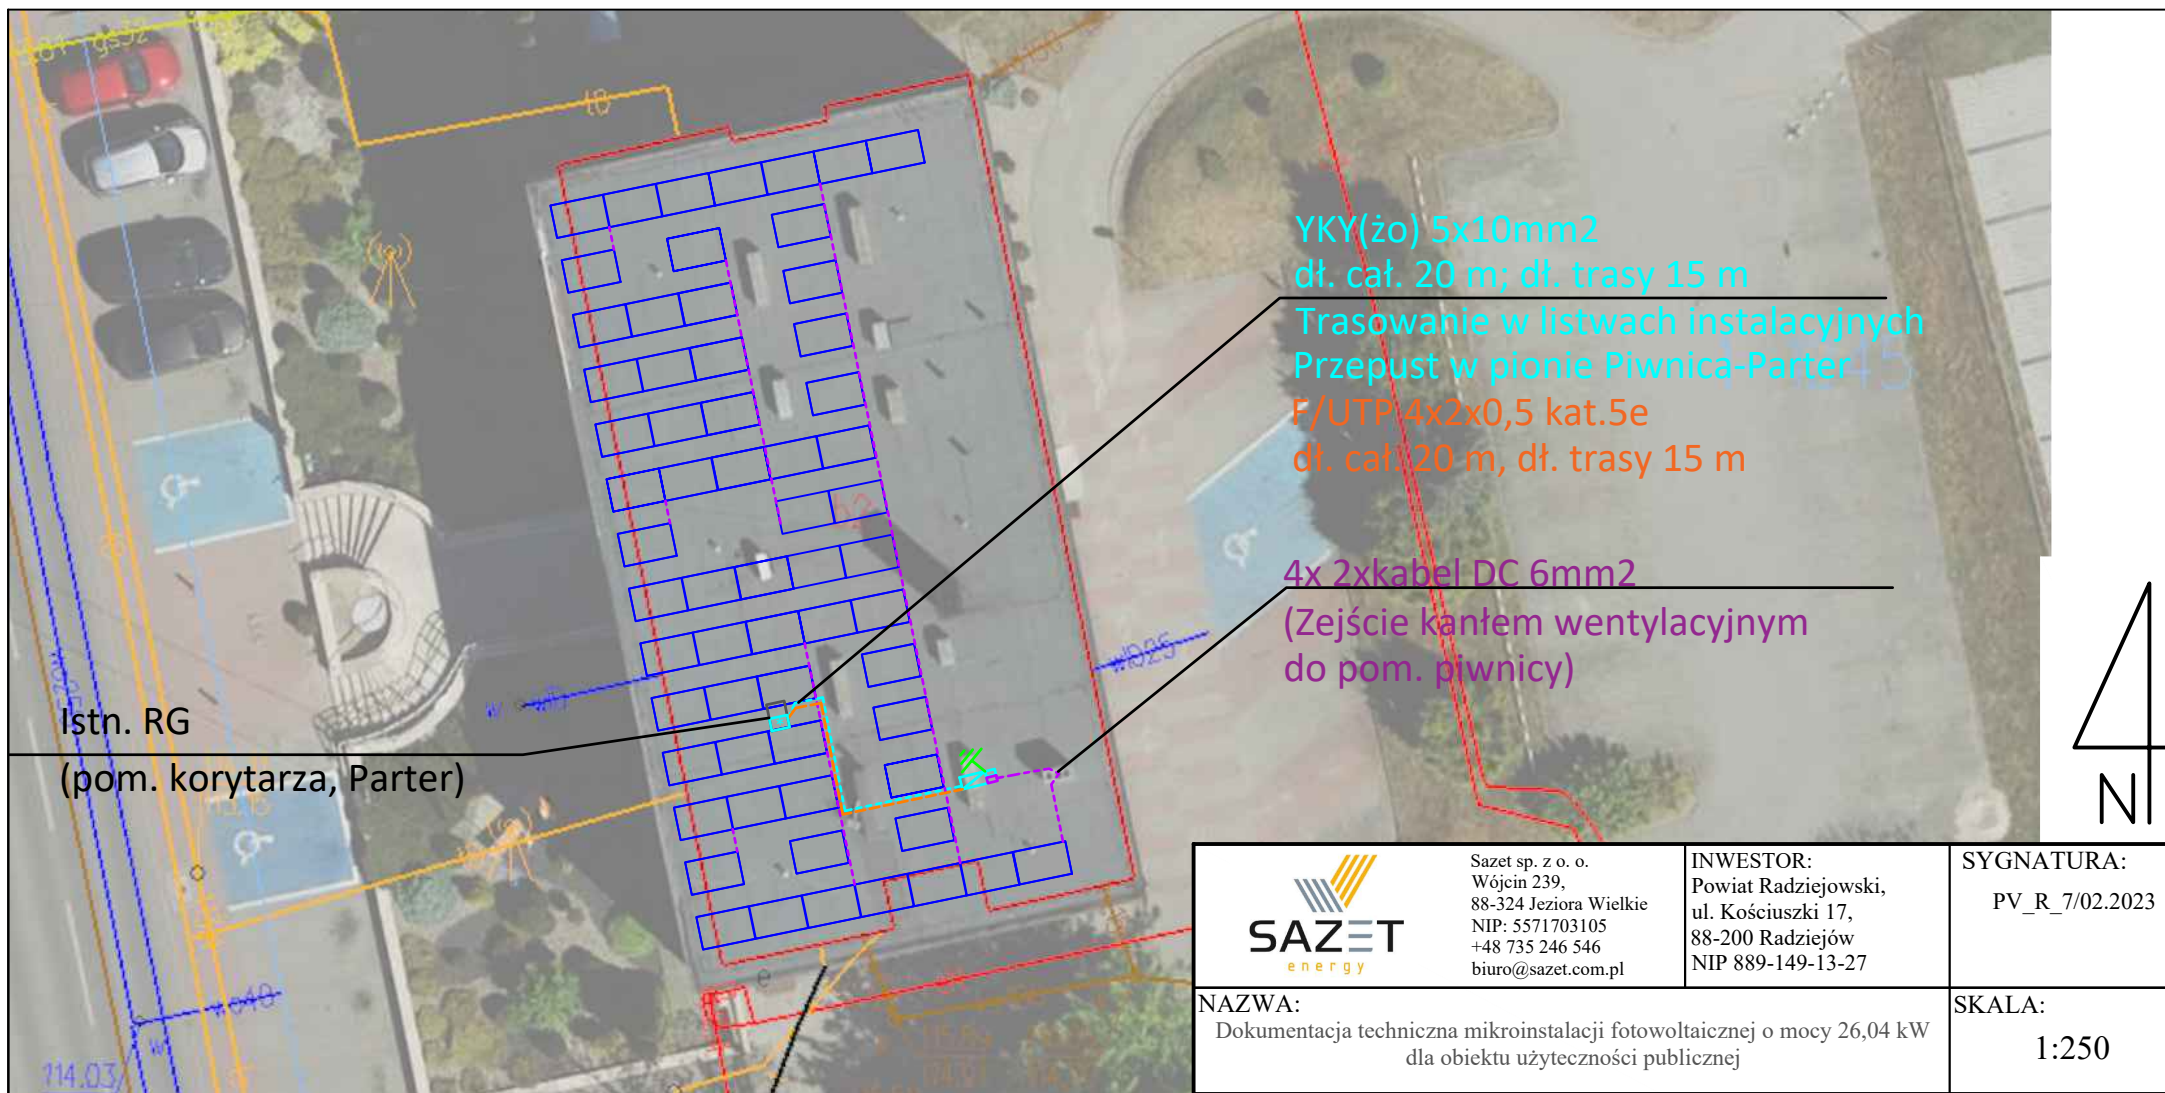 gs32
10
YKY(żo) 5x10mm2
dł. cał. 20 m; dł. trasy 15 m
Trasowanie w listwach instalacyjnych
Przepust w pionie Piwnica-Parter
F/UTP 4x2x0,5 kat.5e
dł. cał. 20 m, dł. trasy 15 m
4x 2xkabel DC 6mm2
(Zejście kanłem wentylacyjnym
do pom. piwnicy)
Istn. RG
(pom. korytarza, Parter)
N
SAZET
energy
Sazet sp. z o. o.
Wójcin 239,
88-324 Jeziora Wielkie
NIP: 5571703105
+48 735 246 546
biuro@sazet.com.pl
INWESTOR:
Powiat Radziejowski,
ul. Kościuszki 17,
88-200 Radziejów
NIP 889-149-13-27
SYGNATURA:
PV_R_7/02.2023
NAZWA:
Dokumentacja techniczna mikroinstalacji fotowoltaicznej o mocy 26,04 kW
dla obiektu użyteczności publicznej
SKALA:
1:250